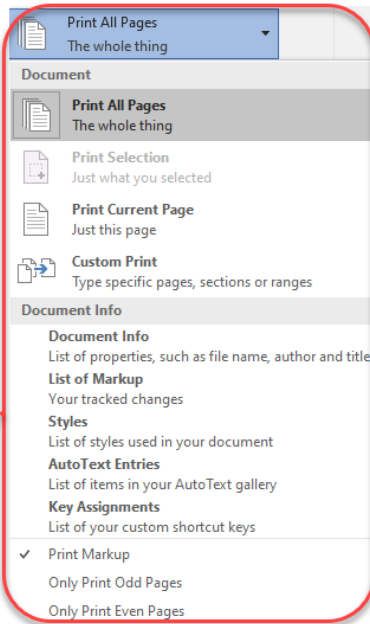 Print All Pages
The whole thing
Document
Print All Pages
The whole thing
Print Selection
Just what you selected
Print Current Page
Just this page
Custom Print
Type specific pages, sections or ranges
Document Info
Document Info
List of properties, such as file name, author and title
List of Markup
Your tracked changes
Styles
List of styles used in your document
AutoText Entries
List of items in your AutoText gallery
Key Assignments
List of your custom shortcut keys
Print Markup
Only Print Odd Pages
Only Print Even Pages